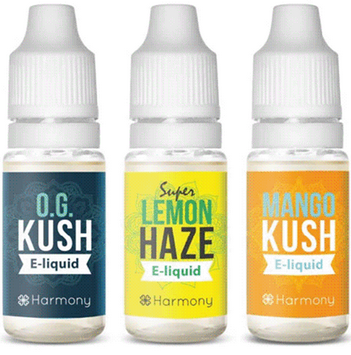 O.G.
KUSH
E-liquid
Harmony
Super
LEMON
HAZE
E-liquid
Harmony
MANGO
KUSH
E-liquid
Harmony